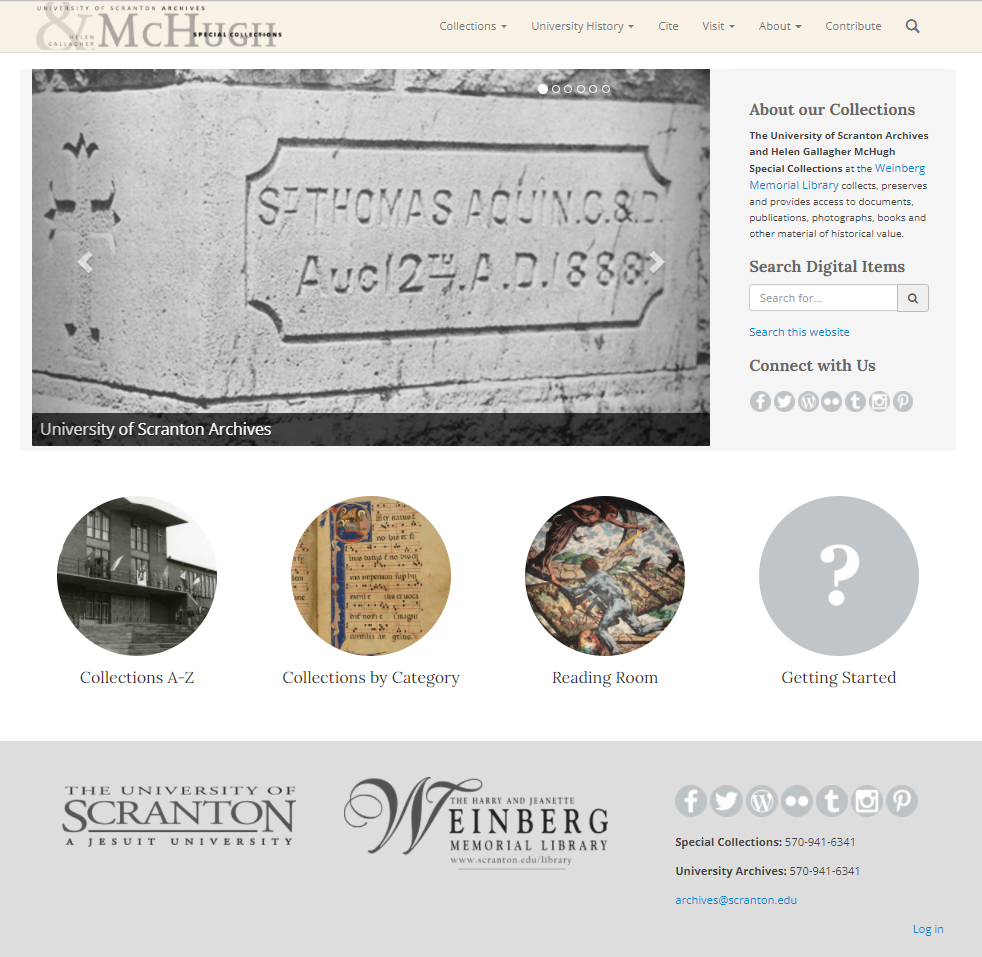 UNIVERSITY OF SCRANTON ARCHIVES
& MCHUGH
HELEN GALLAGHER
SPECIAL COLLECTIONS
Collections
University History
Cite
Visit
About
Contribute
ST THOMAS AQUIN.C.&D.
AUG 12TH. A.D. 1888.
University of Scranton Archives
About our Collections
The University of Scranton Archives
and Helen Gallagher McHugh
Special Collections at the Weinberg
Memorial Library collects, preserves
and provides access to documents,
publications, photographs, books and
other material of historical value.
Search Digital Items
Search for...
Search this website
Connect with Us
?
Collections A-Z
Collections by Category
Reading Room
Getting Started
THE UNIVERSITY OF
SCRANTON
A JESUIT UNIVERSITY
THE HARRY AND JEANETTE
WEINBERG
MEMORIAL LIBRARY
www.scranton.edu/library
Special Collections: 570-941-6341
University Archives: 570-941-6341
archives@scranton.edu
Log in